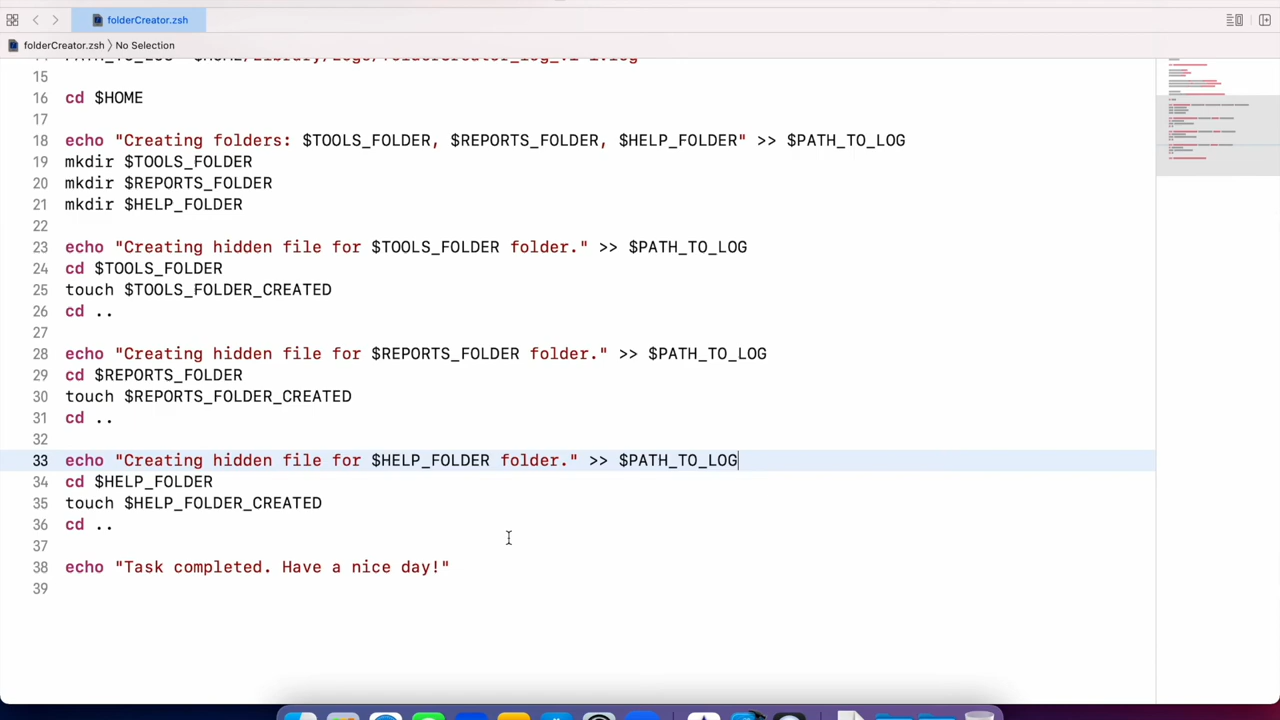 folderCreator.zsh
folderCreator.zsh 〉 No Selection
15
16 cd $HOME
17
18 echo "Creating folders: $TOOLS_FOLDER, $REPORTS_FOLDER, $HELP_FOLDER" >> $PATH_TO_LOG
19 mkdir $TOOLS_FOLDER
20 mkdir $REPORTS_FOLDER
21 mkdir $HELP_FOLDER
22
23 echo "Creating hidden file for $TOOLS_FOLDER folder." >> $PATH_TO_LOG
24 cd $TOOLS_FOLDER
25 touch $TOOLS_FOLDER_CREATED
26 cd ..
27
28 echo "Creating hidden file for $REPORTS_FOLDER folder." >> $PATH_TO_LOG
29 cd $REPORTS_FOLDER
30 touch $REPORTS_FOLDER_CREATED
31 cd ..
32
33 echo "Creating hidden file for $HELP_FOLDER folder." >> $PATH_TO_LOG
34 cd $HELP_FOLDER
35 touch $HELP_FOLDER_CREATED
36 cd ..
37
38 echo "Task completed. Have a nice day!"
39